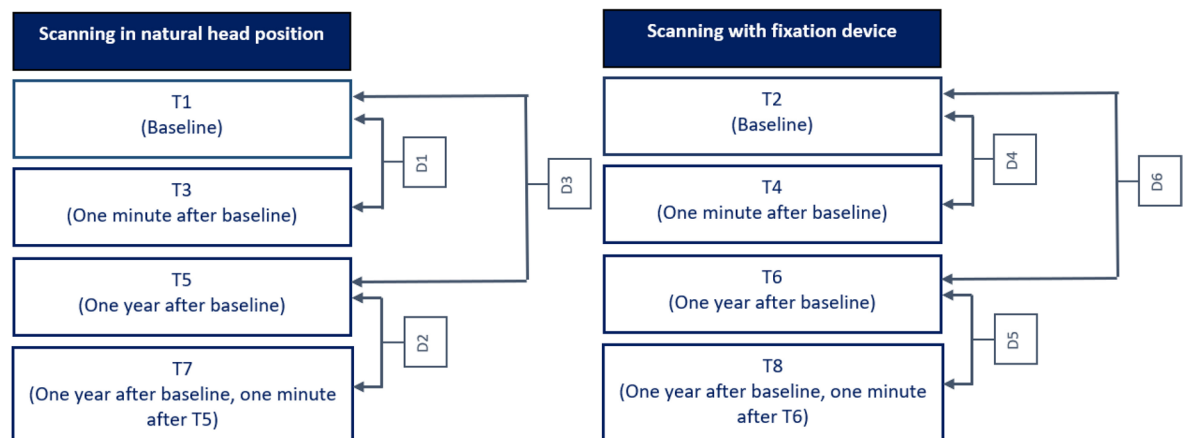 Scanning in natural head position
T1
(Baseline)
D1
T3
(One minute after baseline)
D3
T5
(One year after baseline)
D2
T7
(One year after baseline, one minute
after T5)
Scanning with fixation device
T2
(Baseline)
D4
T4
(One minute after baseline)
D6
T6
(One year after baseline)
D5
T8
(One year after baseline, one minute
after T6)